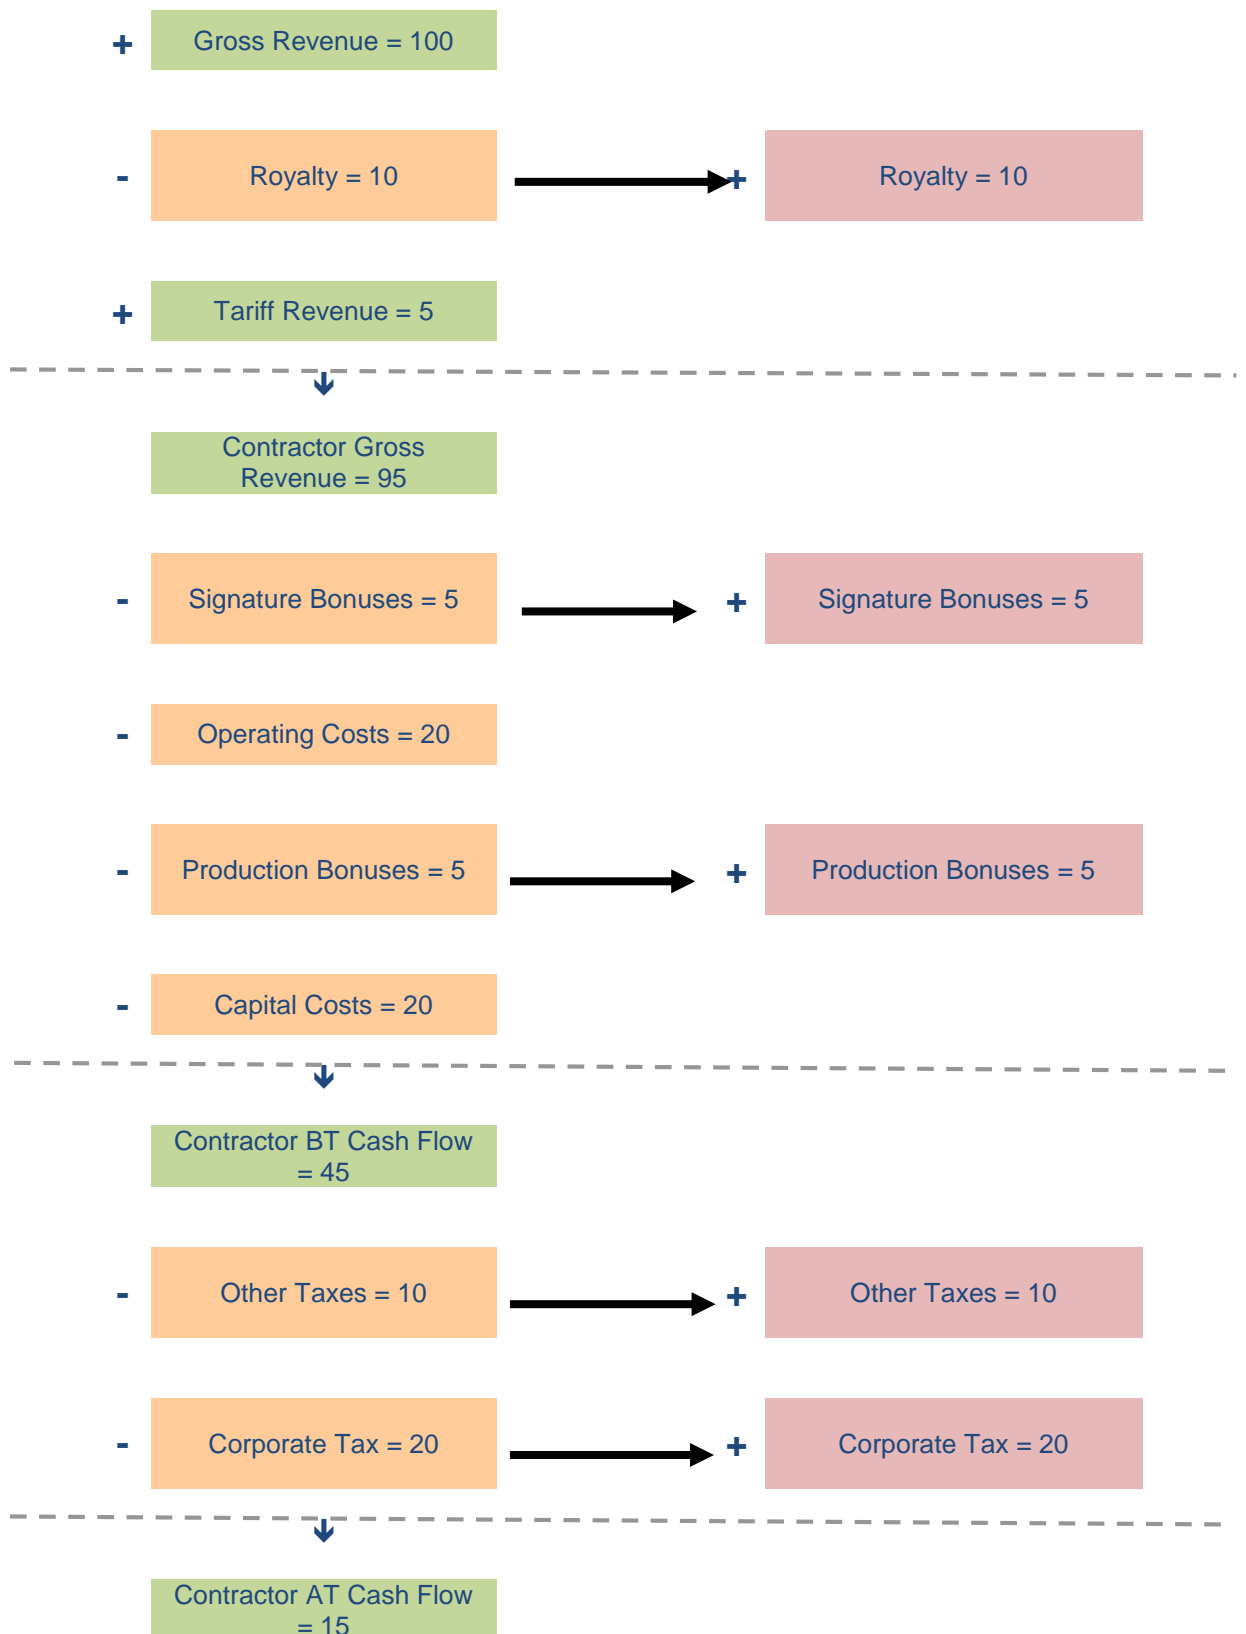 + Gross Revenue = 100
- Royalty = 10 + Royalty = 10
+ Tariff Revenue = 5
Contractor Gross
Revenue = 95
- Signature Bonuses = 5 + Signature Bonuses = 5
- Operating Costs = 20
- Production Bonuses = 5 + Production Bonuses = 5
- Capital Costs = 20
Contractor BT Cash Flow
= 45
- Other Taxes = 10 + Other Taxes = 10
- Corporate Tax = 20 + Corporate Tax = 20
Contractor AT Cash Flow
= 15